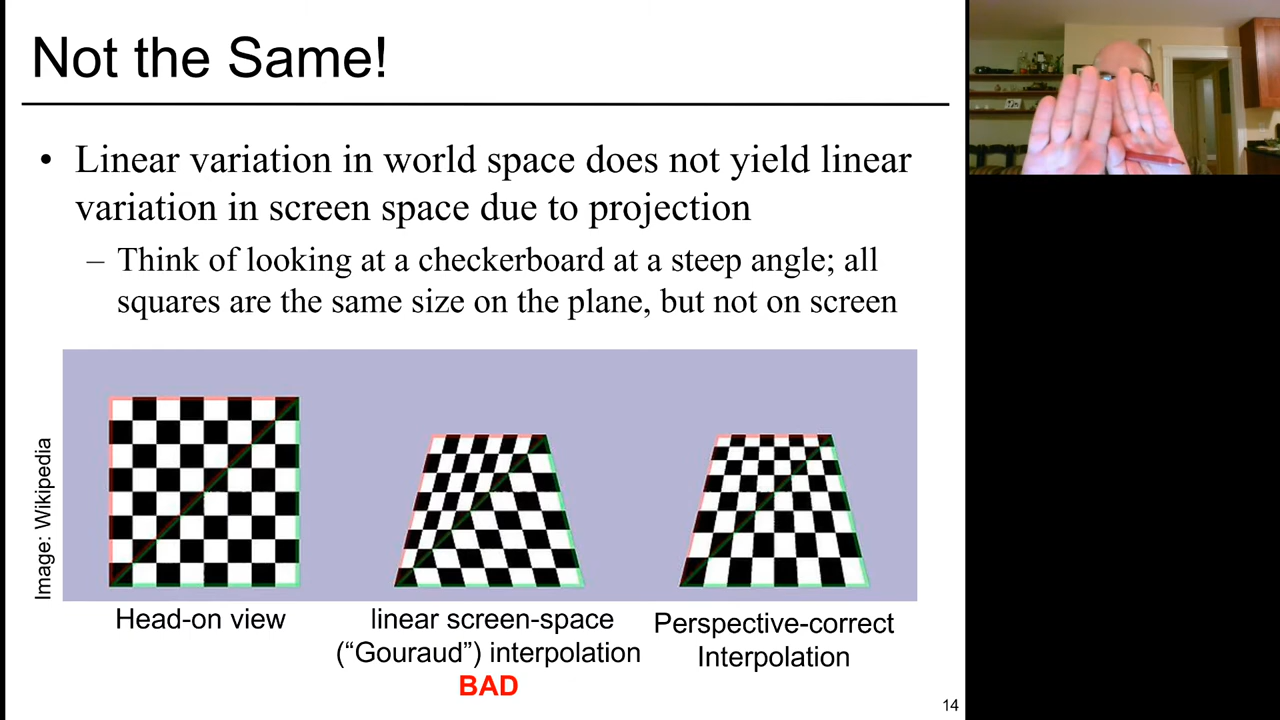 Not the Same!
• Linear variation in world space does not yield linear
variation in screen space due to projection
– Think of looking at a checkerboard at a steep angle; all
squares are the same size on the plane, but not on screen
Image: Wikipedia
Head-on view
linear screen-space
(“Gouraud”) interpolation
BAD
Perspective-correct
Interpolation
14